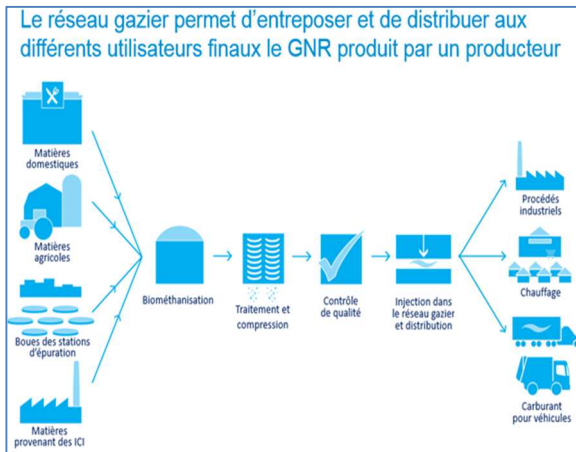 Le réseau gazier permet d'entreposer et de distribuer aux
différents utilisateurs finaux le GNR produit par un producteur
Matières
domestiques
Matières
agricoles
Boues des stations
d'épuration
Matières
provenant des ICI
Biométhanisation
Traitement et
compression
Contrôle
de qualité
Injection dans
le réseau gazier
et distribution
Procédés
industriels
Chauffage
Carburant
pour véhicules